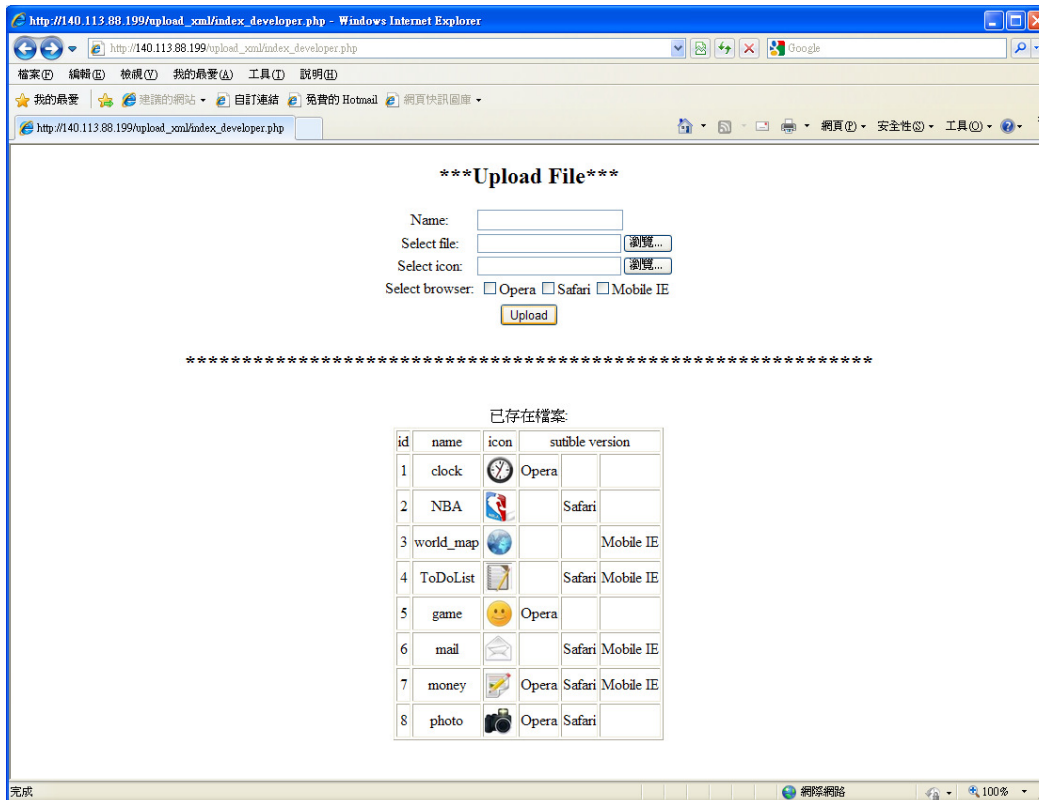 http://140.113.88.199/upload_xml/index_developer.php - Windows Internet Explorer
http://140.113.88.199/upload_xml/index_developer.php Google
檔案(F) 編輯(E) 檢視(V) 我的最愛(A) 工具(T) 說明(H)
我的最愛 建議的網站 自訂連結 免費的 Hotmail 網頁快訊圖庫
http://140.113.88.199/upload_xml/index_developer.php 網頁(P) 安全性(S) 工具(O)
***Upload File***
Name:
Select file: 瀏覽...
Select icon: 瀏覽...
Select browser: Opera Safari Mobile IE
Upload
*************************************************************
已存在檔案:
id name icon sutible version
1 clock Opera
2 NBA Safari
3 world_map Mobile IE
4 ToDoList Safari Mobile IE
5 game Opera
6 mail Safari Mobile IE
7 money Opera Safari Mobile IE
8 photo Opera Safari
完成 網際網路 100%